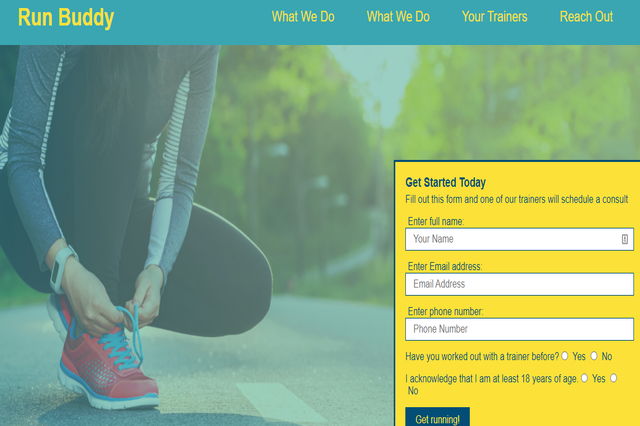 Run Buddy
What We Do What We Do Your Trainers Reach Out
Get Started Today
Fill out this form and one of our trainers will schedule a consult
Enter full name:
Your Name
Enter Email address:
Email Address
Enter phone number:
Phone Number
Have you worked out with a trainer before? Yes No
I acknowledge that I am at least 18 years of age. Yes
No
Get running!